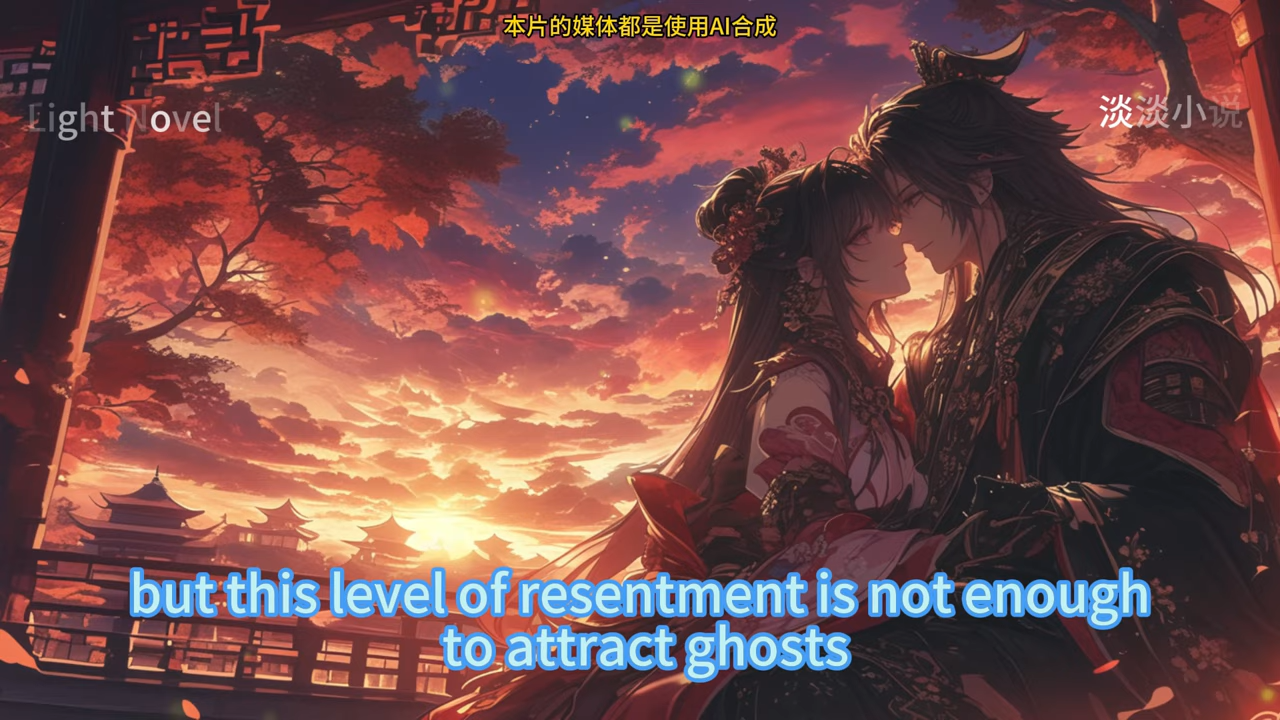 本片的媒体都是使用AI合成
Light Novel
淡淡小说
but this level of resentment is not enough
to attract ghosts